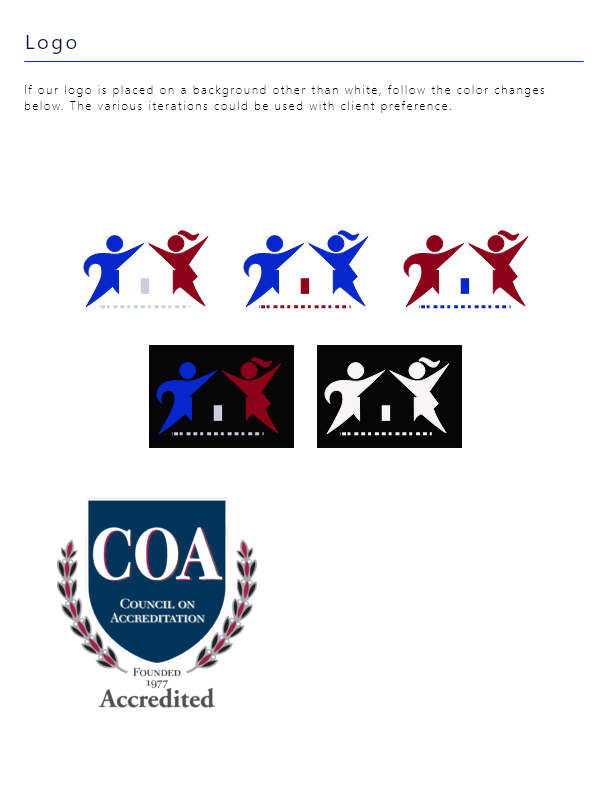 Logo
If our logo is placed on a background other than white, follow the color changes
below. The various iterations could be used with client preference.
COA
COUNCIL ON
ACCREDITATION
FOUNDED
1977
Accredited